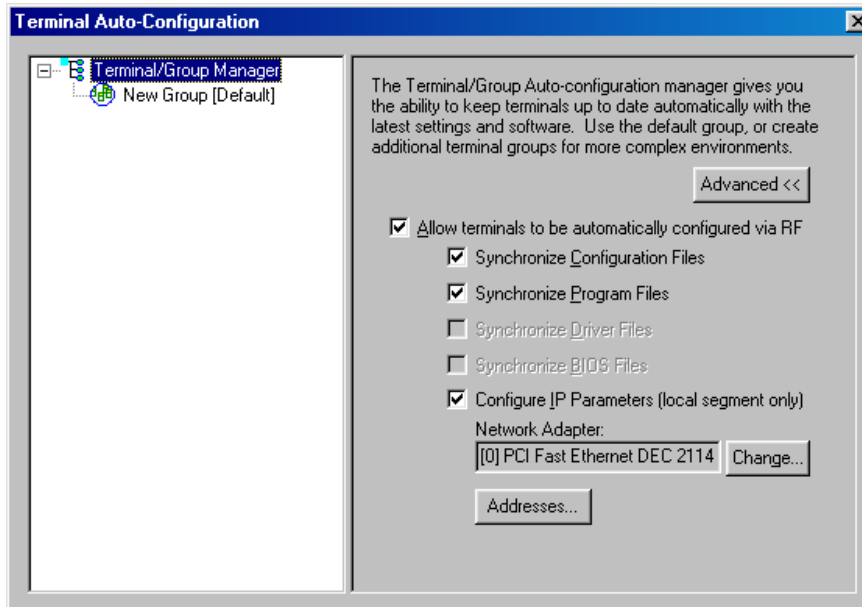 Terminal Auto-Configuration
Terminal/Group Manager
New Group [Default]
The Terminal/Group Auto-configuration manager gives you
the ability to keep terminals up to date automatically with the
latest settings and software. Use the default group, or create
additional terminal groups for more complex environments.
Advanced <<
Allow terminals to be automatically configured via RF
Synchronize Configuration Files
Synchronize Program Files
Synchronize Driver Files
Synchronize BIOS Files
Configure IP Parameters (local segment only)
Network Adapter:
[0] PCI Fast Ethernet DEC 2114
Change...
Addresses...